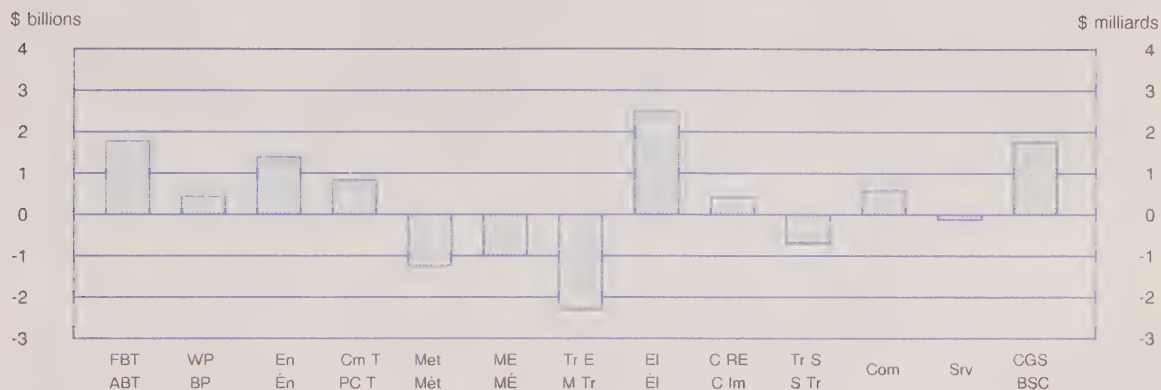 $ billions
$ milliards
4 4
3 3
2 2
1 1
0 0
-1 -1
-2 -2
-3 -3
FBT WP En Cm T Met ME Tr E El C RE Tr S Com Srv CGS
ABT BP Én PC T Mét MÉ M Tr Él C Im S Tr BSC